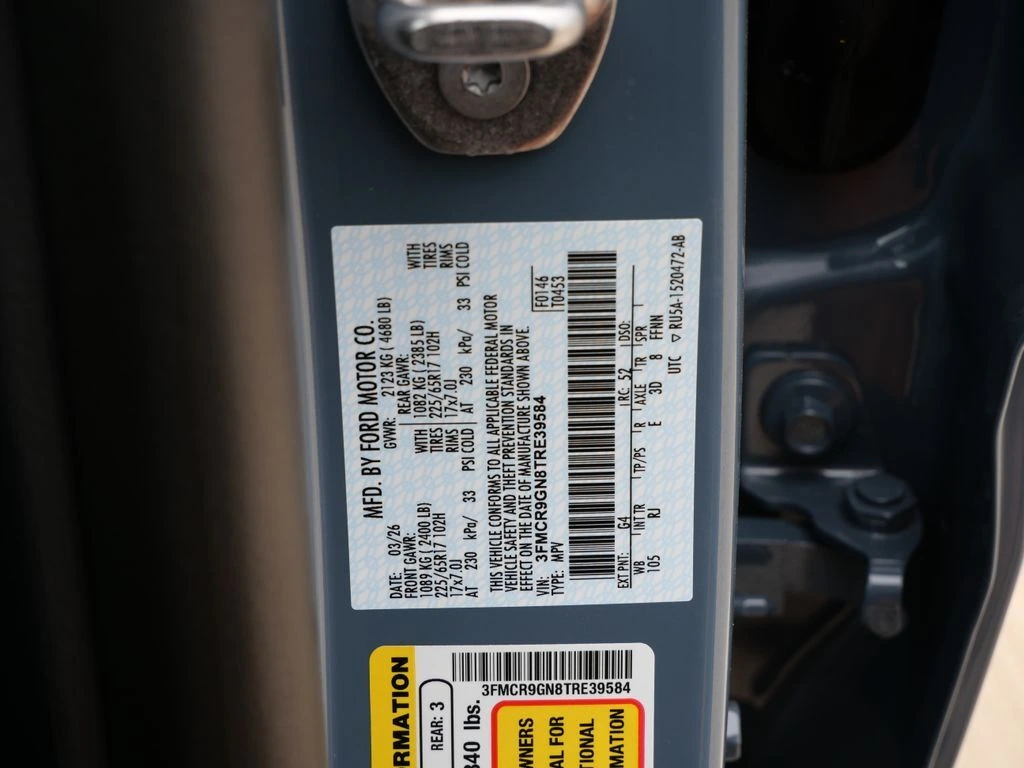 MFD. BY FORD MOTOR CO.
DATE: 03/26 GVWR: 2123 KG ( 4680 LB)
FRONT GAWR: REAR GAWR:
1089 KG ( 2400 LB) WITH 1082 KG ( 2385 LB) WITH
225/65R17 102H TIRES 225/65R17 102H TIRES
17x7.0J RIMS 17x7.0J RIMS
AT 230 kPa/ 33 PSI COLD AT 230 kPa/ 33 PSI COLD
THIS VEHICLE CONFORMS TO ALL APPLICABLE FEDERAL MOTOR
VEHICLE SAFETY AND THEFT PREVENTION STANDARDS IN
EFFECT ON THE DATE OF MANUFACTURE SHOWN ABOVE.
VIN: 3FMCR9GN8TRE39584
TYPE: MPV
F0146
T0453
EXT PNT: G4 RC: 52 DSO:
WB INT TR TP/PS R AXLE TR SPR
105 RJ E 3D 8 FFNN
UTC ▽ RU5A-1520472-AB
3FMCR9GN8TRE39584
RMATION
REAR: 3
840 lbs.
WNERS
AL FOR
TIONAL
MATION